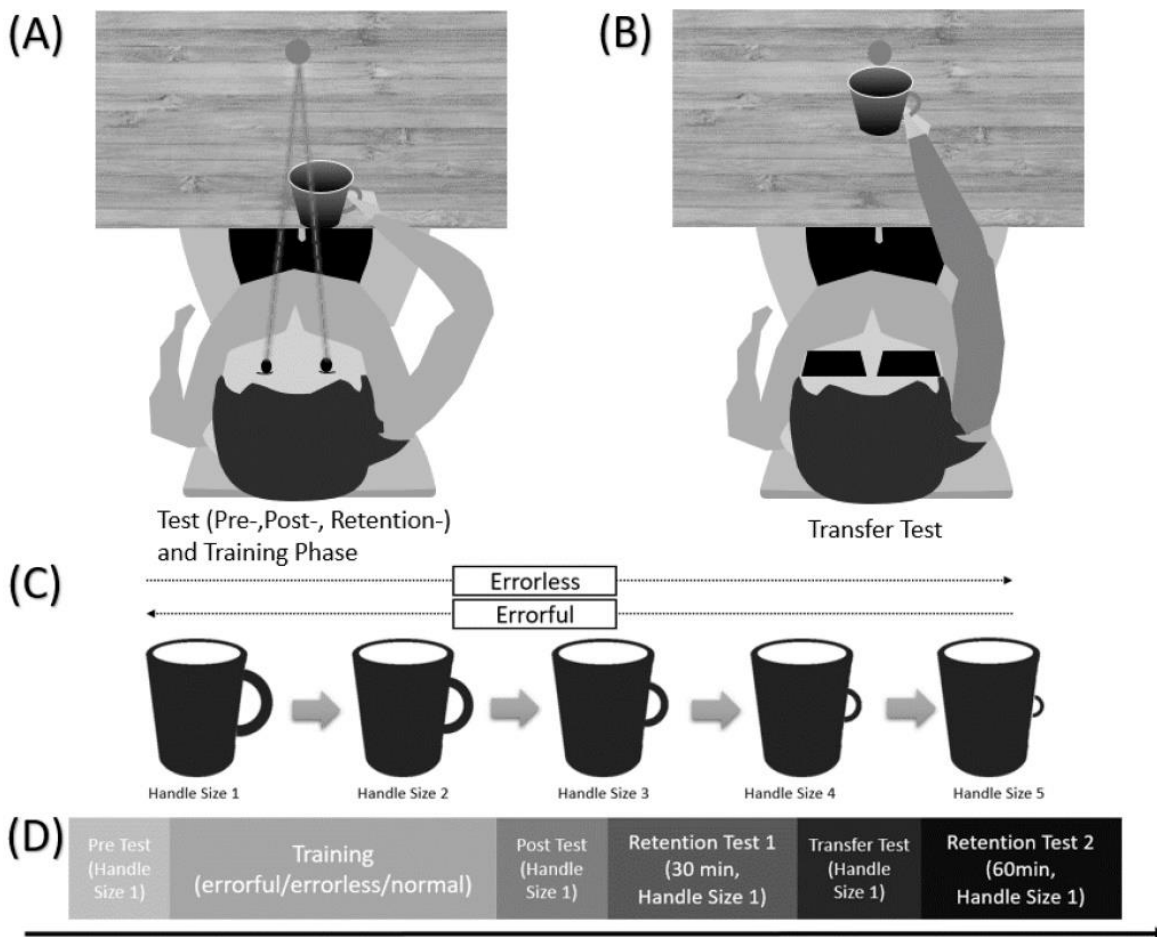 (A)
(B)
Test (Pre-,Post-, Retention-)
and Training Phase
Transfer Test
(C)
Errorless
Errorful
Handle Size 1
Handle Size 2
Handle Size 3
Handle Size 4
Handle Size 5
(D)
Pre Test
(Handle
Size 1)
Training
(errorful/errorless/normal)
Post Test
(Handle
Size 1)
Retention Test 1
(30 min,
Handle Size 1)
Transfer Test
(Handle
Size 1)
Retention Test 2
(60min,
Handle Size 1)